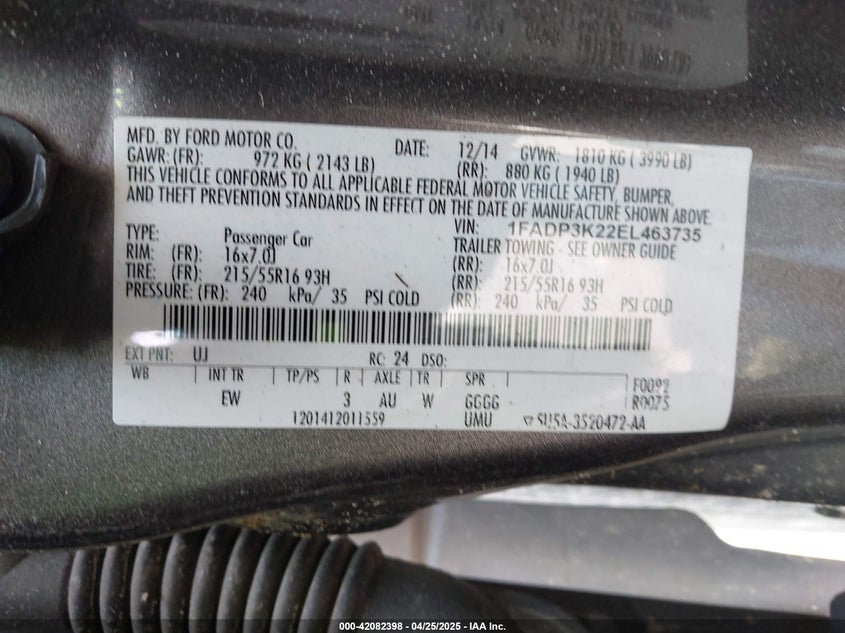 MFD. BY FORD MOTOR CO. DATE: 12/14 GVWR: 1810 KG ( 3990 LB)
GAWR: (FR): 972 KG ( 2143 LB) (RR): 880 KG ( 1940 LB)
THIS VEHICLE CONFORMS TO ALL APPLICABLE FEDERAL MOTOR VEHICLE SAFETY, BUMPER,
AND THEFT PREVENTION STANDARDS IN EFFECT ON THE DATE OF MANUFACTURE SHOWN ABOVE.
VIN: 1FADP3K22EL463735
TYPE: Passenger Car TRAILER TOWING - SEE OWNER GUIDE
RIM: (FR): 16x7.0J (RR): 16x7.0J
TIRE: (FR): 215/55R16 93H (RR): 215/55R16 93H
PRESSURE: (FR): 240 kPa/ 35 PSI COLD (RR): 240 kPa/ 35 PSI COLD
EXT PNT: UJ RC: 24 DSO:
WB INT TR TP/PS R AXLE TR SPR F0092
EW 3 AU W GGGG R0075
1201412011559 UMU ▽ SU5A-3520472-AA
000-42082398 - 04/25/2025 - IAA Inc.